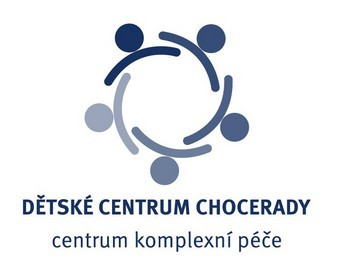 DĚTSKÉ CENTRUM CHOCERADY
centrum komplexní péče